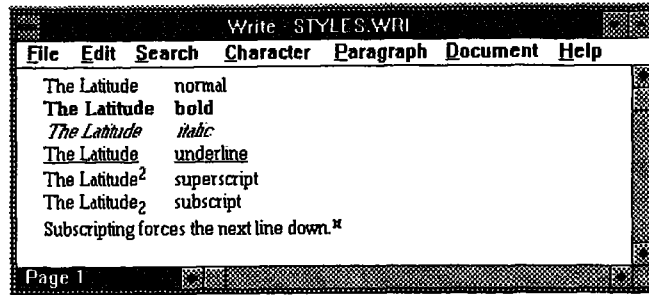 Write - STYLES.WRI
File Edit Search Character Paragraph Document Help
The Latitude normal
The Latitude bold
The Latitude italic
The Latitude underline
The Latitude² superscript
The Latitude₂ subscript
Subscripting forces the next line down.¤
Page 1